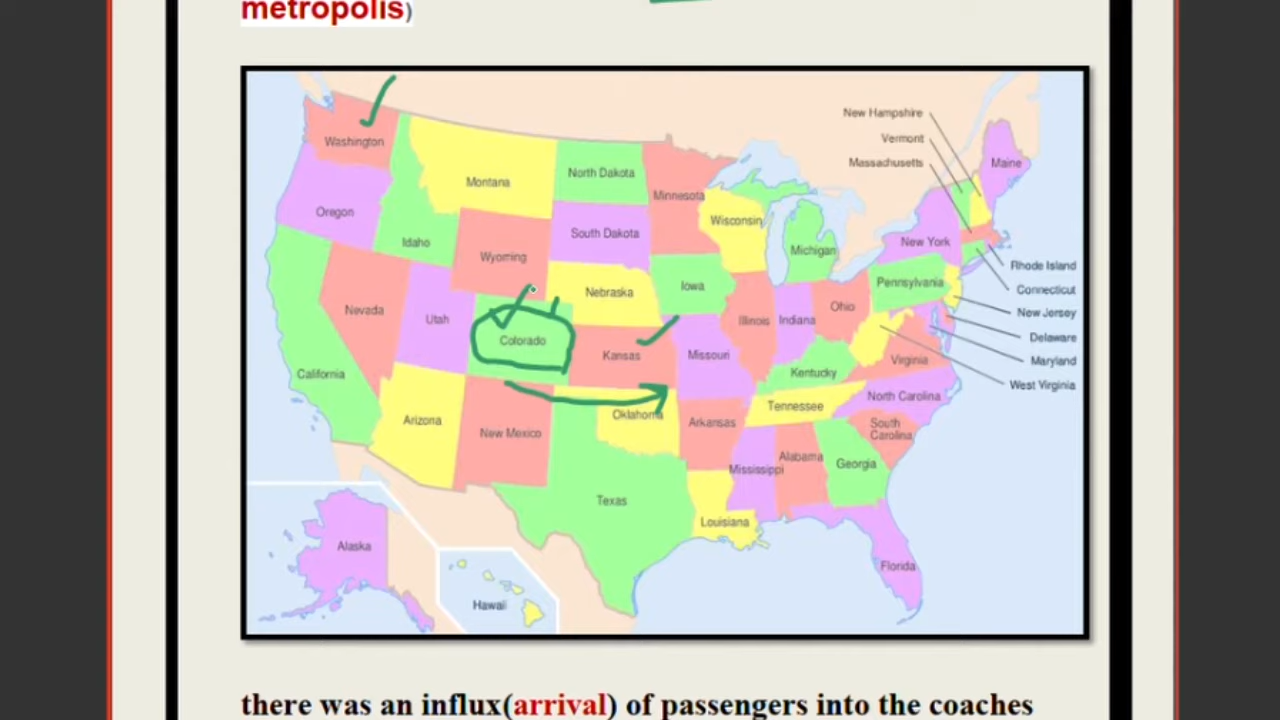 metropolis)
New Hampshire
Vermont
Massachusetts
Washington
Montana
North Dakota
Minnesota
Maine
Oregon
Idaho
Wyoming
South Dakota
Wisconsin
Michigan
New York
Rhode Island
Connecticut
New Jersey
Delaware
Maryland
West Virginia
Nevada
Utah
Colorado
Nebraska
Iowa
Illinois
Indiana
Ohio
Pennsylvania
California
Kansas
Missouri
Kentucky
Virginia
Arizona
New Mexico
Oklahoma
Arkansas
Tennessee
North Carolina
South
Carolina
Texas
Louisiana
Mississippi
Alabama
Georgia
Florida
Alaska
Hawaii
there was an influx(arrival) of passengers into the coaches